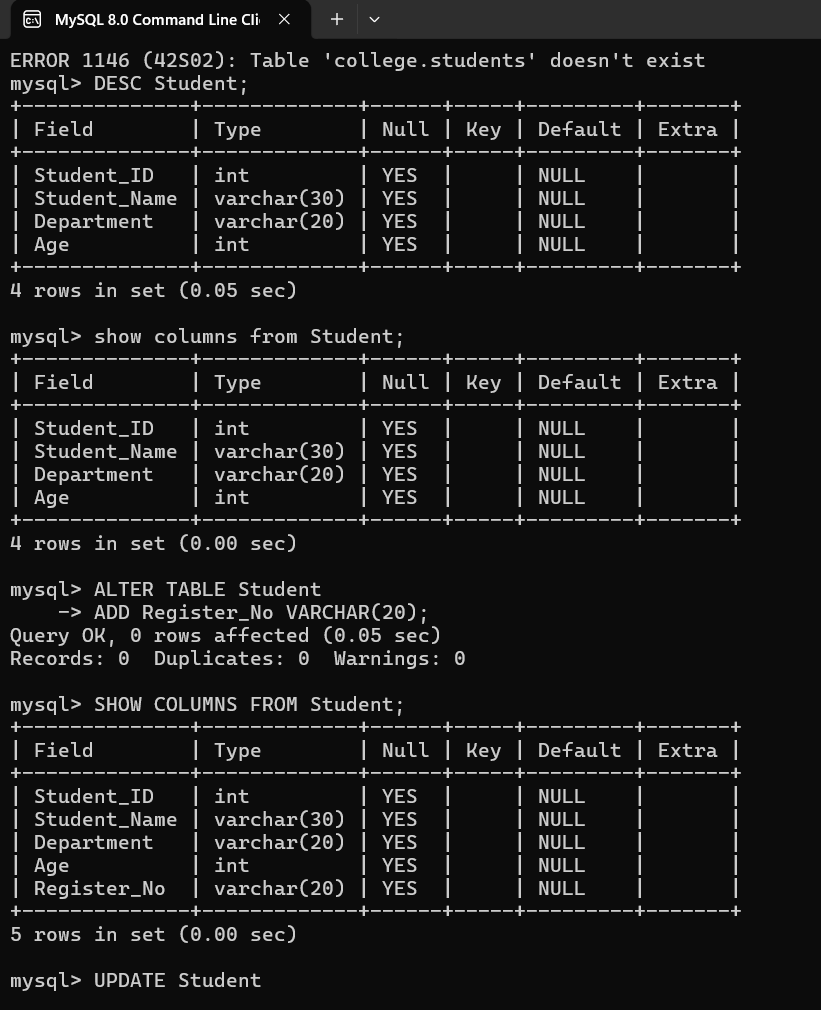 MySQL 8.0 Command Line Cli
ERROR 1146 (42S02): Table 'college.students' doesn't exist
mysql> DESC Student;
+--------------+-------------+------+-----+---------+-------+
| Field        | Type        | Null | Key | Default | Extra |
+--------------+-------------+------+-----+---------+-------+
| Student_ID   | int         | YES  |     | NULL    |       |
| Student_Name | varchar(30) | YES  |     | NULL    |       |
| Department   | varchar(20) | YES  |     | NULL    |       |
| Age          | int         | YES  |     | NULL    |       |
+--------------+-------------+------+-----+---------+-------+
4 rows in set (0.05 sec)

mysql> show columns from Student;
+--------------+-------------+------+-----+---------+-------+
| Field        | Type        | Null | Key | Default | Extra |
+--------------+-------------+------+-----+---------+-------+
| Student_ID   | int         | YES  |     | NULL    |       |
| Student_Name | varchar(30) | YES  |     | NULL    |       |
| Department   | varchar(20) | YES  |     | NULL    |       |
| Age          | int         | YES  |     | NULL    |       |
+--------------+-------------+------+-----+---------+-------+
4 rows in set (0.00 sec)

mysql> ALTER TABLE Student
    -> ADD Register_No VARCHAR(20);
Query OK, 0 rows affected (0.05 sec)
Records: 0  Duplicates: 0  Warnings: 0

mysql> SHOW COLUMNS FROM Student;
+--------------+-------------+------+-----+---------+-------+
| Field        | Type        | Null | Key | Default | Extra |
+--------------+-------------+------+-----+---------+-------+
| Student_ID   | int         | YES  |     | NULL    |       |
| Student_Name | varchar(30) | YES  |     | NULL    |       |
| Department   | varchar(20) | YES  |     | NULL    |       |
| Age          | int         | YES  |     | NULL    |       |
| Register_No  | varchar(20) | YES  |     | NULL    |       |
+--------------+-------------+------+-----+---------+-------+
5 rows in set (0.00 sec)

mysql> UPDATE Student